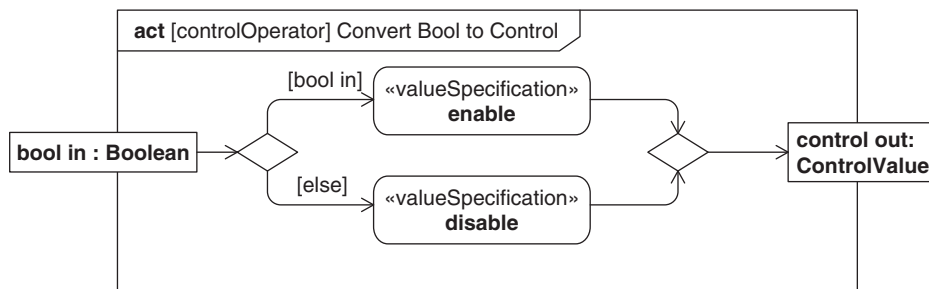 act [controlOperator] Convert Bool to Control
[bool in]
«valueSpecification»
enable
bool in : Boolean
control out:
ControlValue
[else]
«valueSpecification»
disable